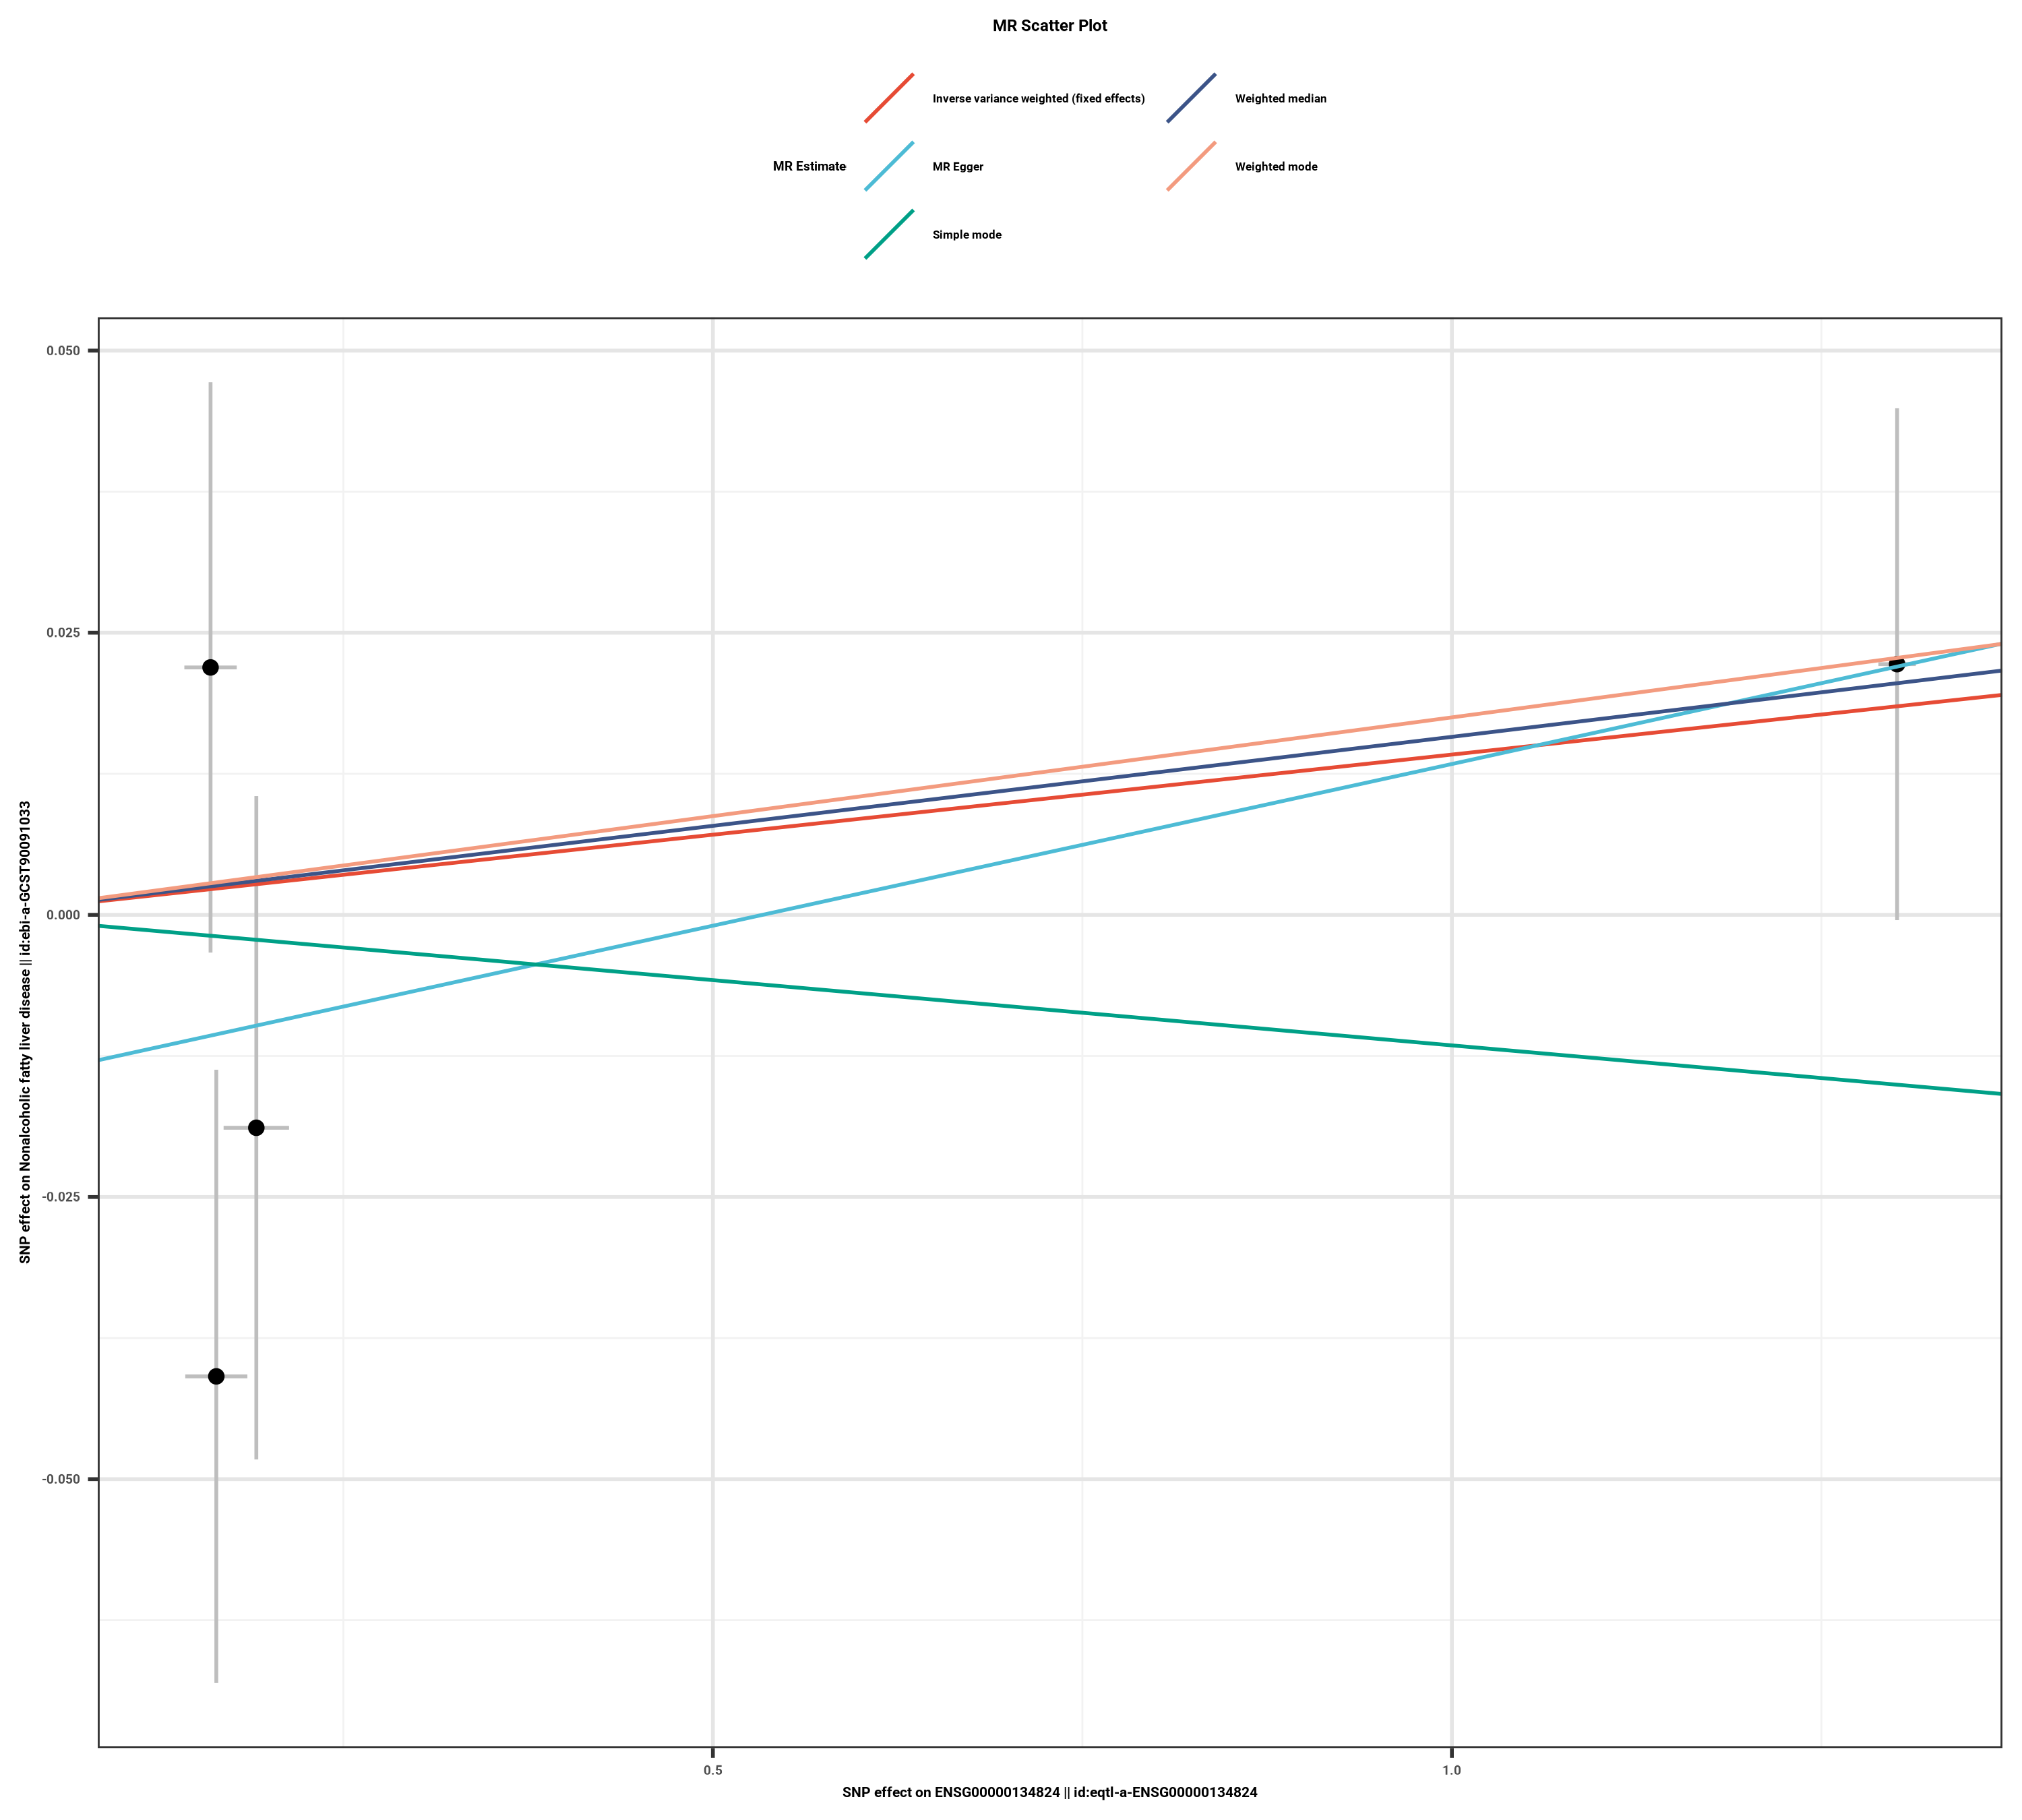 MR Scatter Plot
MR Estimate
Inverse variance weighted (fixed effects)
MR Egger
Simple mode
Weighted median
Weighted mode
SNP effect on Nonalcoholic fatty liver disease || id:ebi-a-GCST90091033
0.050
0.025
0.000
-0.025
-0.050
0.5
1.0
SNP effect on ENSG00000134824 || id:eqtl-a-ENSG00000134824